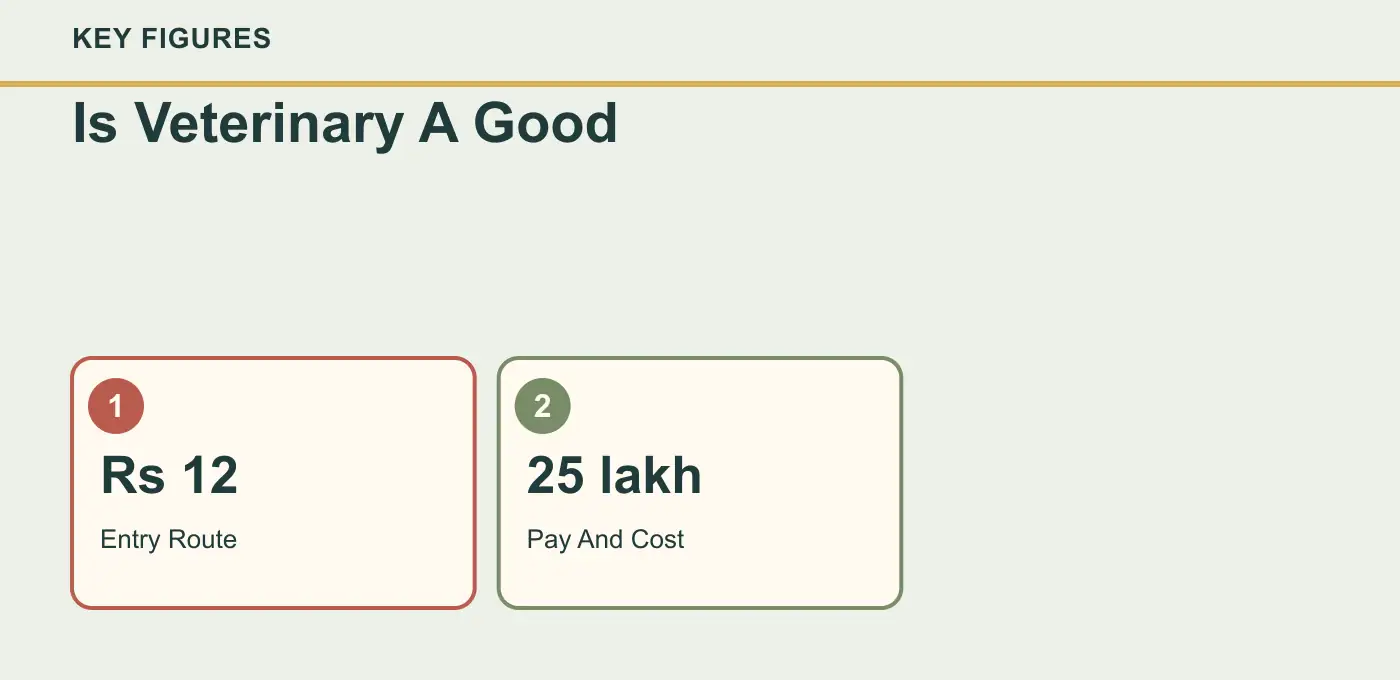 KEY FIGURES
Is Veterinary A Good
1
Rs 12
Entry Route
2
25 lakh
Pay And Cost